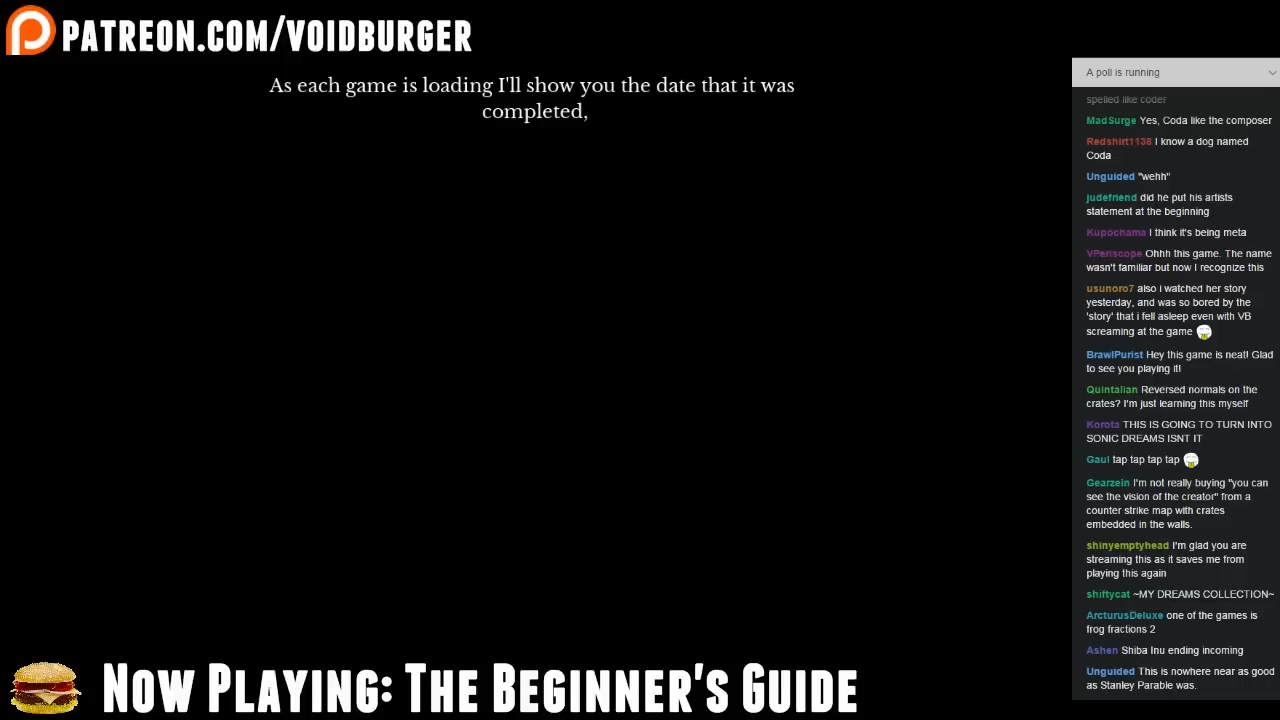 PATREON.COM/VOIDBURGER
As each game is loading I'll show you the date that it was
completed,
A poll is running
spelled like coder
MadSurge Yes, Coda like the composer
Redshirt1138 I know a dog named
Coda
Unguided "wehh"
judefriend did he put his artists
statement at the beginning
Kupochama I think it's being meta
VPeriscope Ohhh this game. The name
wasn't familiar but now I recognize this
usunoro7 also i watched her story
yesterday, and was so bored by the
'story' that i fell asleep even with VB
screaming at the game
BrawlPurist Hey this game is neat! Glad
to see you playing it!
Quintalian Reversed normals on the
crates? I'm just learning this myself
Korota THIS IS GOING TO TURN INTO
SONIC DREAMS ISNT IT
Gaul tap tap tap tap
Gearzein I'm not really buying "you can
see the vision of the creator" from a
counter strike map with crates
embedded in the walls.
shinyemptyhead I'm glad you are
streaming this as it saves me from
playing this again
shiftycat ~MY DREAMS COLLECTION~
ArcturusDeluxe one of the games is
frog fractions 2
Ashen Shiba Inu ending incoming
Unguided This is nowhere near as good
as Stanley Parable was.
NOW PLAYING: THE BEGINNER'S GUIDE